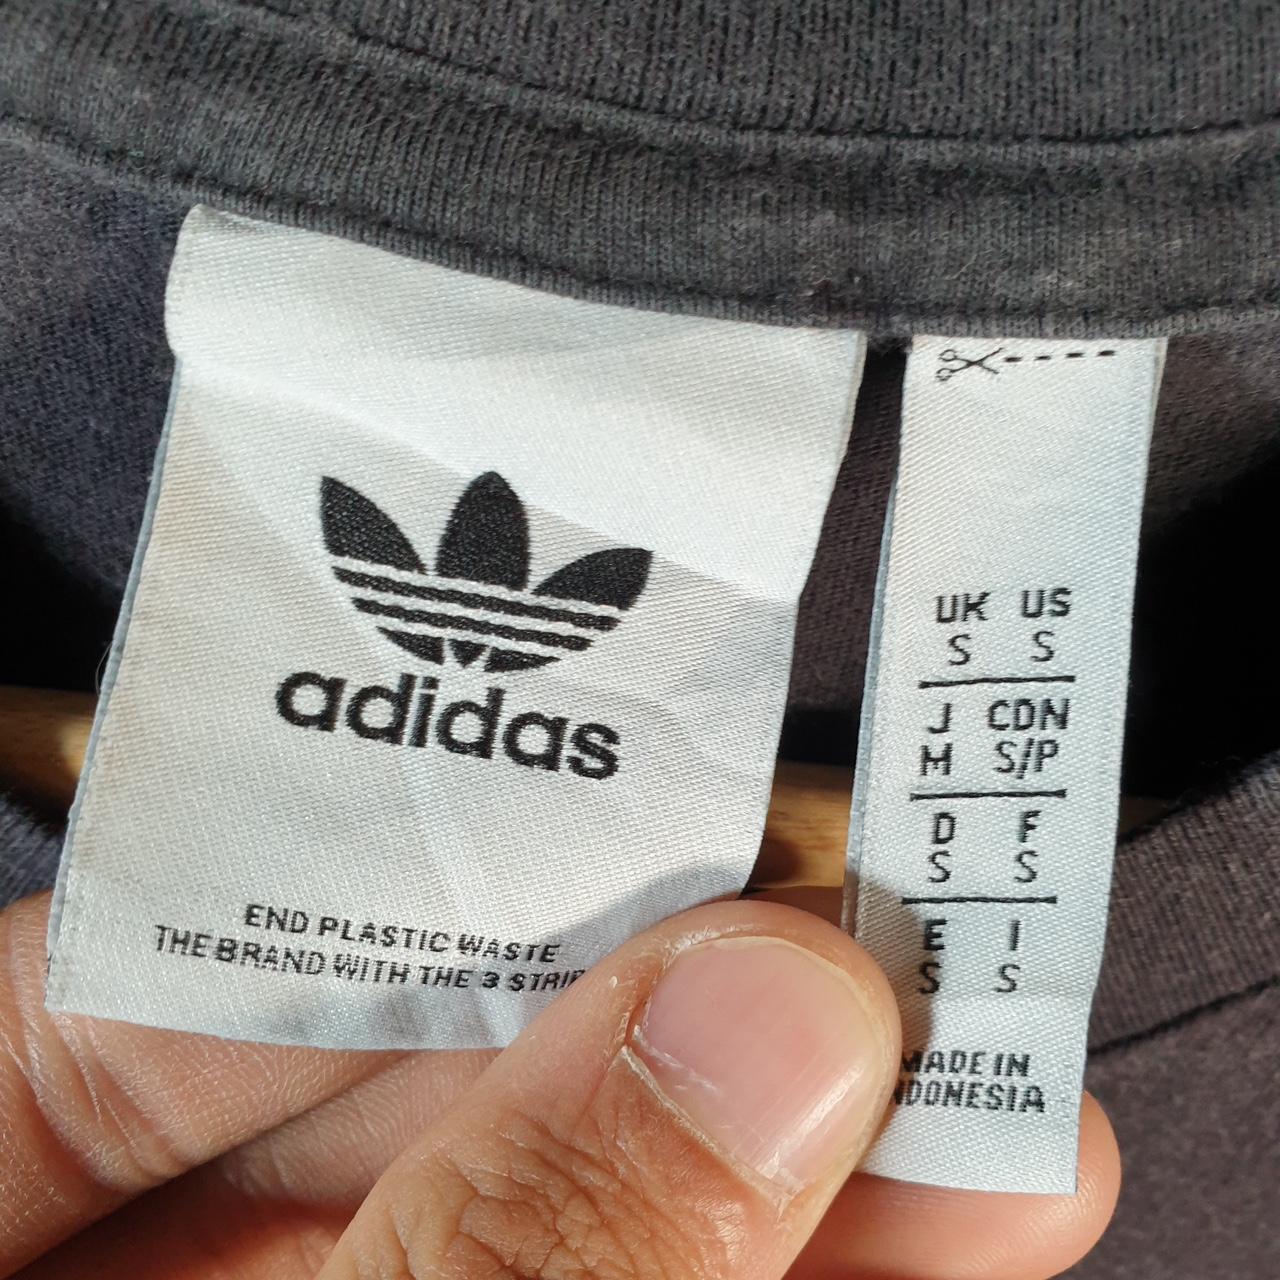 adidas
END PLASTIC WASTE
THE BRAND WITH THE 3
UK US
S S
J CDN
M S/P
D F
S S
E I
S S
MADE IN
INDONESIA